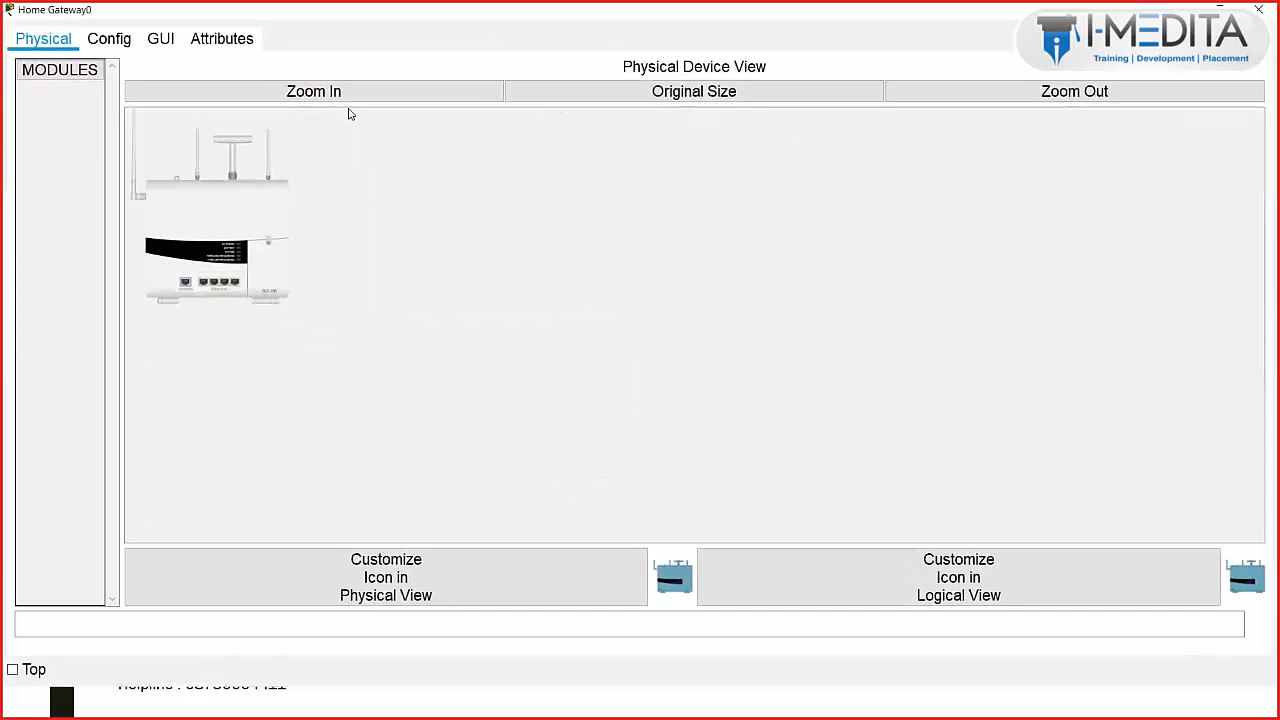 Home Gateway0
I-MEDITA
Training | Development | Placement
Physical Config GUI Attributes
MODULES
Physical Device View
Zoom In Original Size Zoom Out
Customize
Icon in
Physical View
Customize
Icon in
Logical View
Top
Helpline :